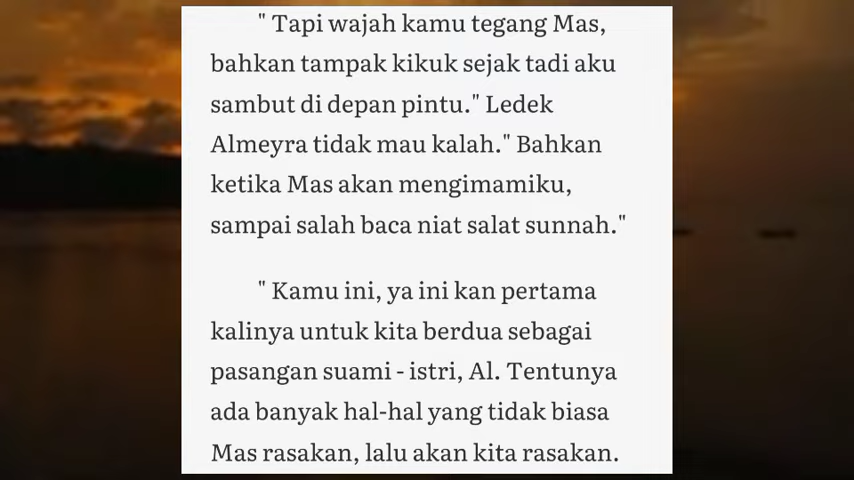 " Tapi wajah kamu tegang Mas,
bahkan tampak kikuk sejak tadi aku
sambut di depan pintu." Ledek
Almeyra tidak mau kalah." Bahkan
ketika Mas akan mengimamiku,
sampai salah baca niat salat sunnah."
" Kamu ini, ya ini kan pertama
kalinya untuk kita berdua sebagai
pasangan suami - istri, Al. Tentunya
ada banyak hal-hal yang tidak biasa
Mas rasakan, lalu akan kita rasakan.